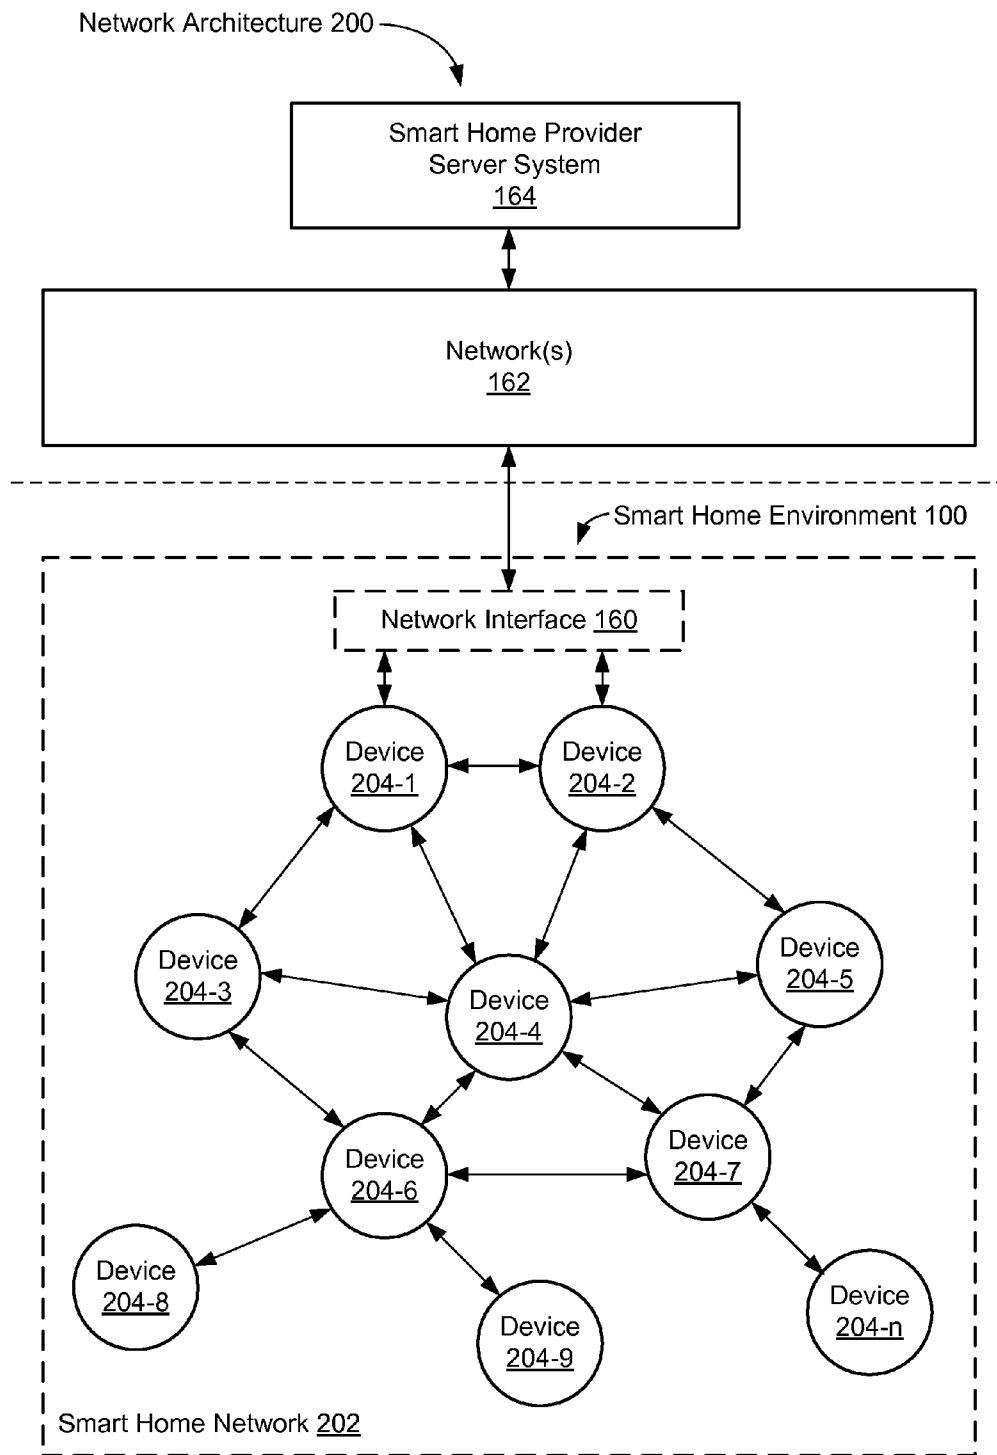 Network Architecture 200
Smart Home Provider
Server System
164
Network(s)
162
Smart Home Environment 100
Network Interface 160
Device
204-1
Device
204-2
Device
204-3
Device
204-4
Device
204-5
Device
204-6
Device
204-7
Device
204-8
Device
204-9
Device
204-n
Smart Home Network 202